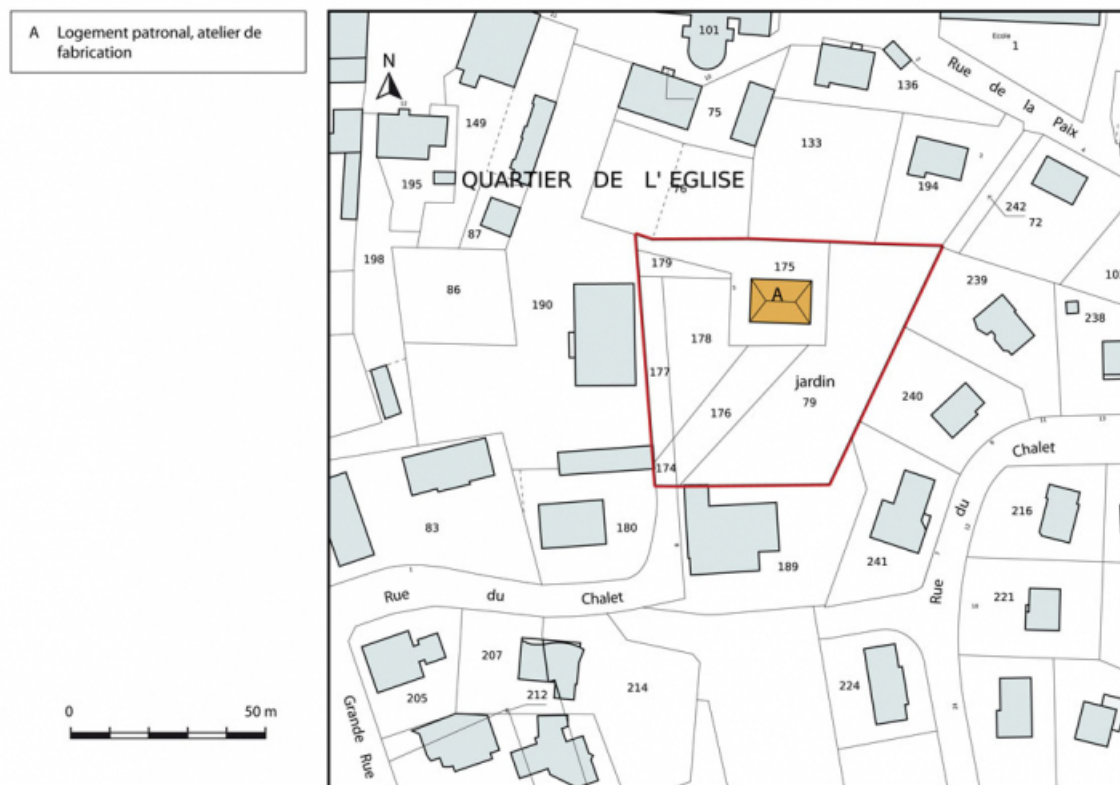 A Logement patronal, atelier de
fabrication
N
0 50 m
101
Ecole
1
Rue de la Paix
136
75
149
133
195
QUARTIER DE L' ÉGLISE
76
194
242
72
87
198
86
190
179
175
A
178
177
jardin
79
176
174
239
238
240
Chalet
83
180
189
241
216
Rue du
221
Rue du Chalet
207
205
212
214
224
Grande Rue